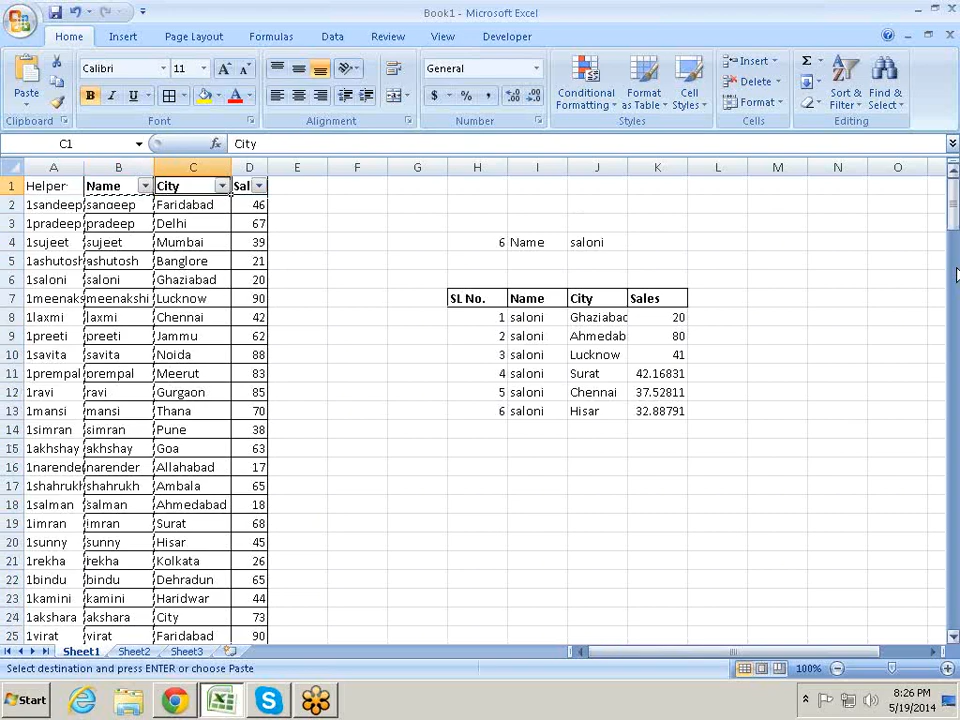 Book1 - Microsoft Excel
Home Insert Page Layout Formulas Data Review View Developer
Paste Calibri 11 General Conditional Formatting Format as Table Cell Styles Insert Delete Format Sort & Filter Find & Select
B I U $ % ,
Clipboard Font Alignment Number Styles Cells Editing
C1 fx City
A B C D E F G H I J K L M N O
1 Helper Name City Sal
2 1sandeep sandeep Faridabad 46
3 1pradeep pradeep Delhi 67
4 1sujeet sujeet Mumbai 39 6 Name saloni
5 1ashutosh ashutosh Banglore 21
6 1saloni saloni Ghaziabad 20
7 1meenaks meenakshi Lucknow 90 SL No. Name City Sales
8 1laxmi laxmi Chennai 42 1 saloni Ghaziabad 20
9 1preeti preeti Jammu 62 2 saloni Ahmedab 80
10 1savita savita Noida 88 3 saloni Lucknow 41
11 1prempal prempal Meerut 83 4 saloni Surat 42.16831
12 1ravi ravi Gurgaon 85 5 saloni Chennai 37.52811
13 1mansi mansi Thana 70 6 saloni Hisar 32.88791
14 1simran simran Pune 38
15 1akhshay akhshay Goa 63
16 1narende narender Allahabad 17
17 1shahrukh shahrukh Ambala 65
18 1salman salman Ahmedabad 18
19 1imran imran Surat 68
20 1sunny sunny Hisar 45
21 1rekha rekha Kolkata 26
22 1bindu bindu Dehradun 65
23 1kamini kamini Haridwar 44
24 1akshara akshara City 73
25 1virat virat Faridabad 90
Sheet1 Sheet2 Sheet3
Select destination and press ENTER or choose Paste 100%
Start 8:26 PM
5/19/2014